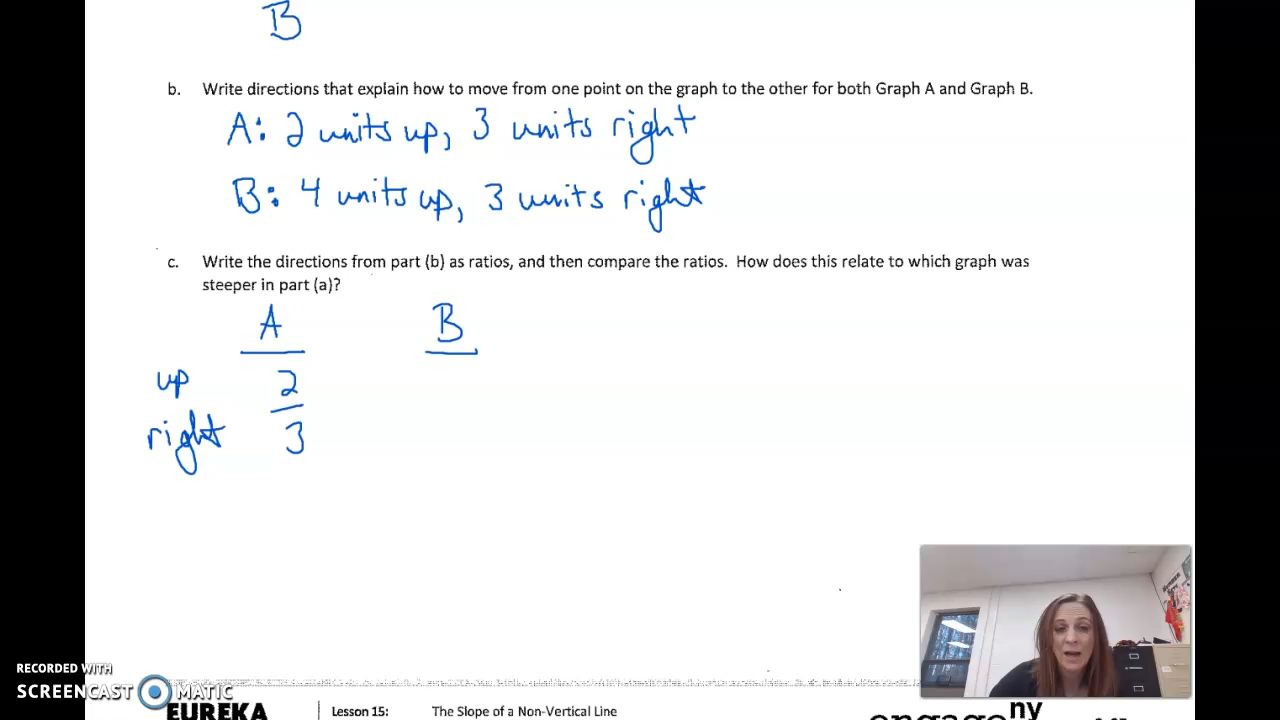 B
b. Write directions that explain how to move from one point on the graph to the other for both Graph A and Graph B.
A: 2 units up, 3 units right
B: 4 units up, 3 units right
c. Write the directions from part (b) as ratios, and then compare the ratios. How does this relate to which graph was
steeper in part (a)?
A B
up 2
right 3
RECORDED WITH
SCREENCAST MATIC
EUREKA Lesson 15: The Slope of a Non-Vertical Line engage ny